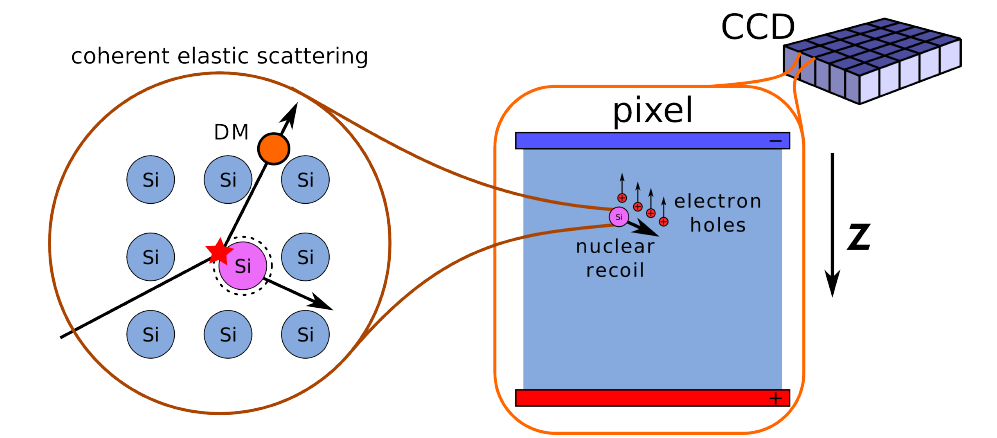 coherent elastic scattering
DM
Si Si Si
Si Si Si
Si Si Si
CCD
pixel
−
Si
electron
holes
nuclear
recoil
+
z